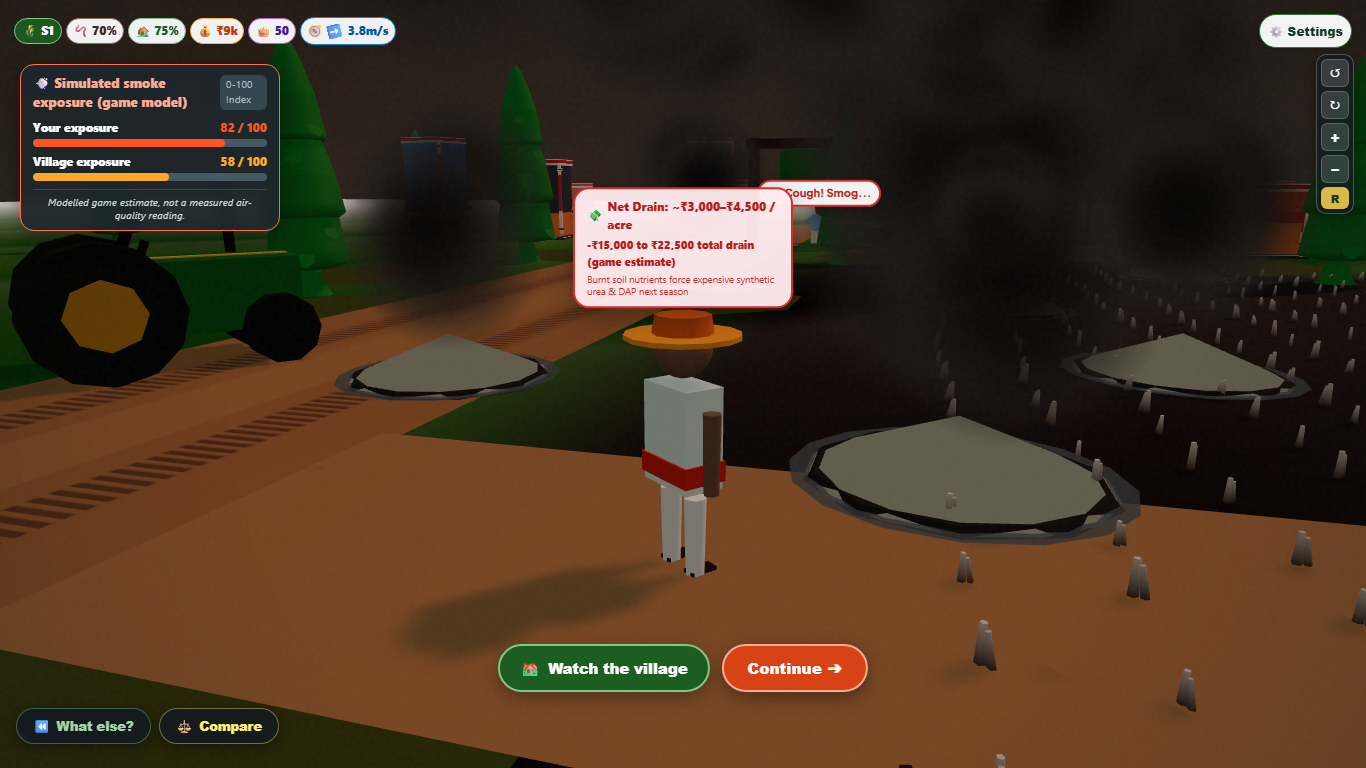 S1
70%
75%
₹9k
50
3.8m/s
Settings
Simulated smoke
exposure (game model)
0-100
Index
Your exposure 82 / 100
Village exposure 58 / 100
Modelled game estimate, not a measured air-
quality reading.
↺
↻
+
−
R
Cough! Smog...
Net Drain: ~₹3,000–₹4,500 /
acre
-₹15,000 to ₹22,500 total drain
(game estimate)
Burnt soil nutrients force expensive synthetic
urea & DAP next season
Watch the village
Continue ➔
What else?
Compare